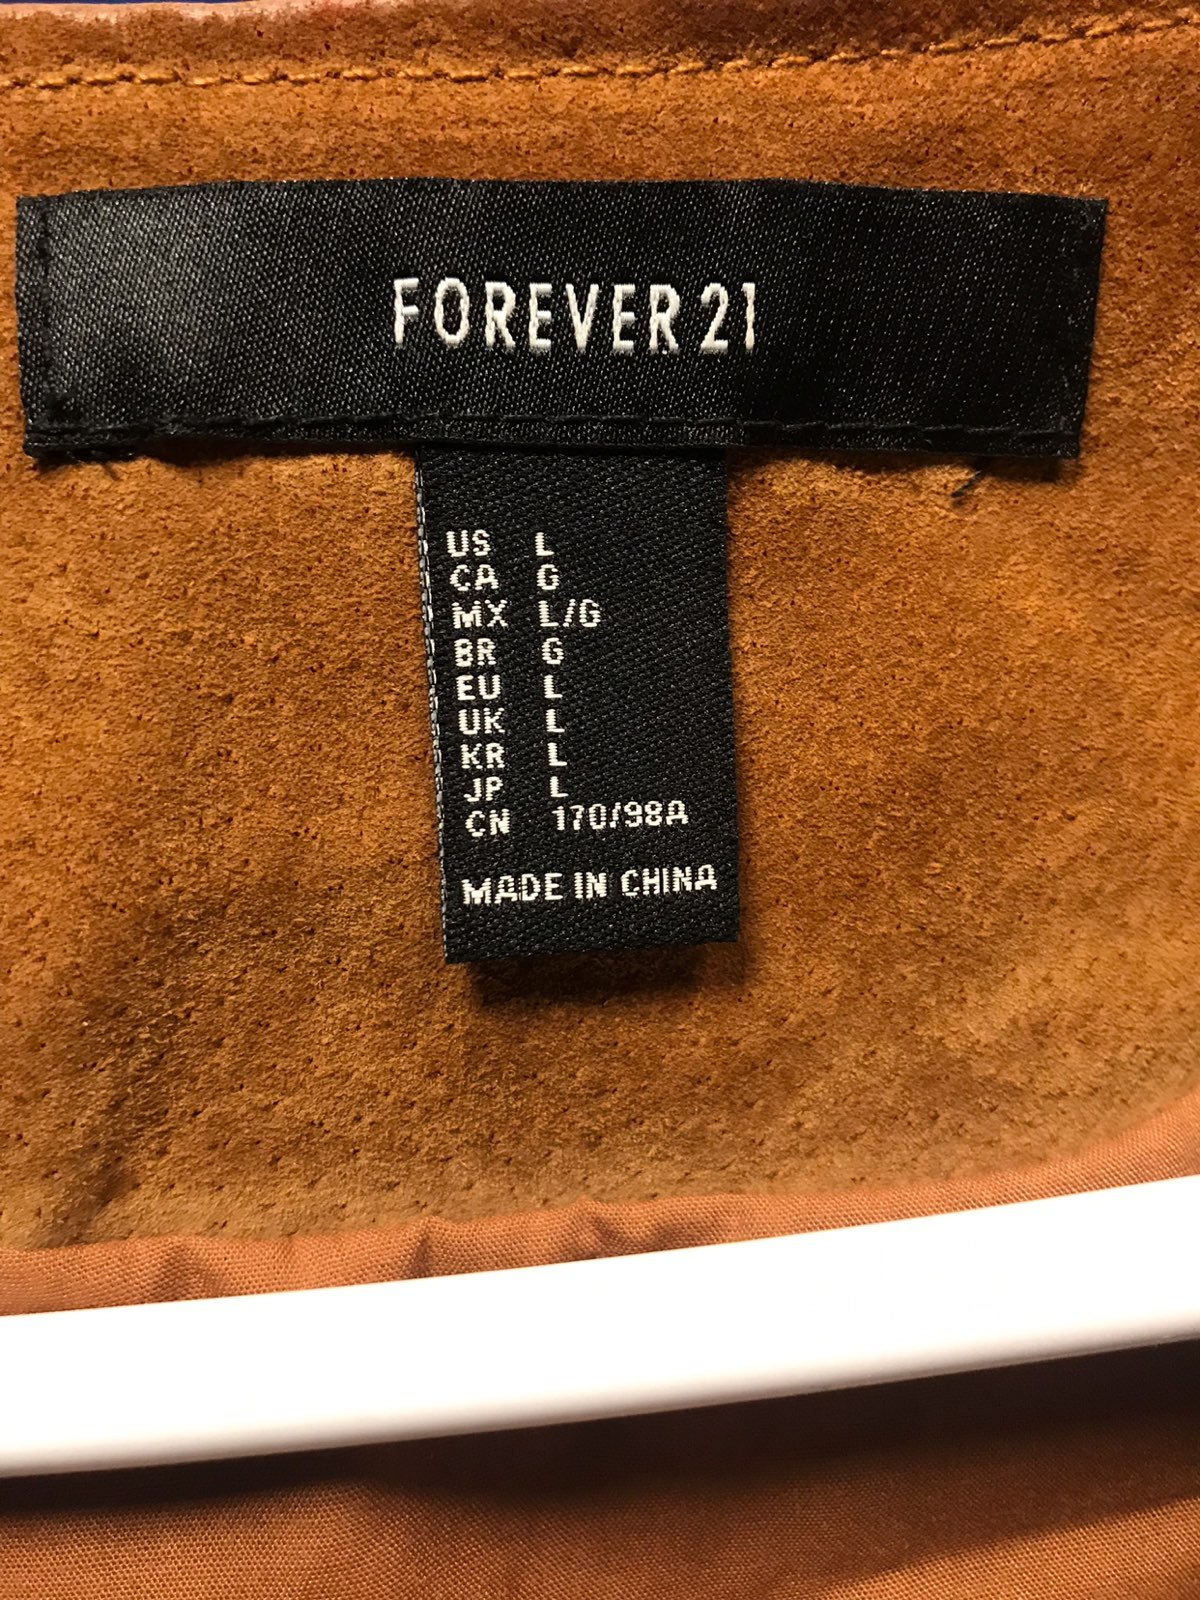 FOREVER 21
US L
CA G
MX L/G
BR G
EU L
UK L
KR L
JP L
CN 170/98A
MADE IN CHINA